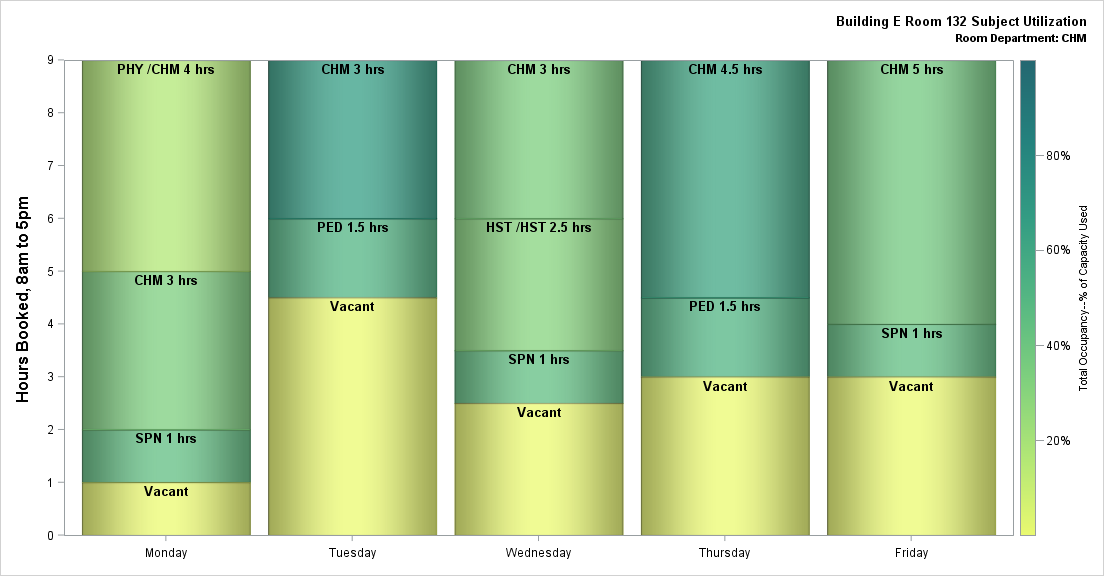 Building E Room 132 Subject Utilization
Room Department: CHM
Hours Booked, 8am to 5pm
9
8
7
6
5
4
3
2
1
0
PHY /CHM 4 hrs
CHM 3 hrs
SPN 1 hrs
Vacant
CHM 3 hrs
PED 1.5 hrs
Vacant
CHM 3 hrs
HST /HST 2.5 hrs
SPN 1 hrs
Vacant
CHM 4.5 hrs
PED 1.5 hrs
Vacant
CHM 5 hrs
SPN 1 hrs
Vacant
Monday
Tuesday
Wednesday
Thursday
Friday
80%
60%
40%
20%
Total Occupancy--% of Capacity Used